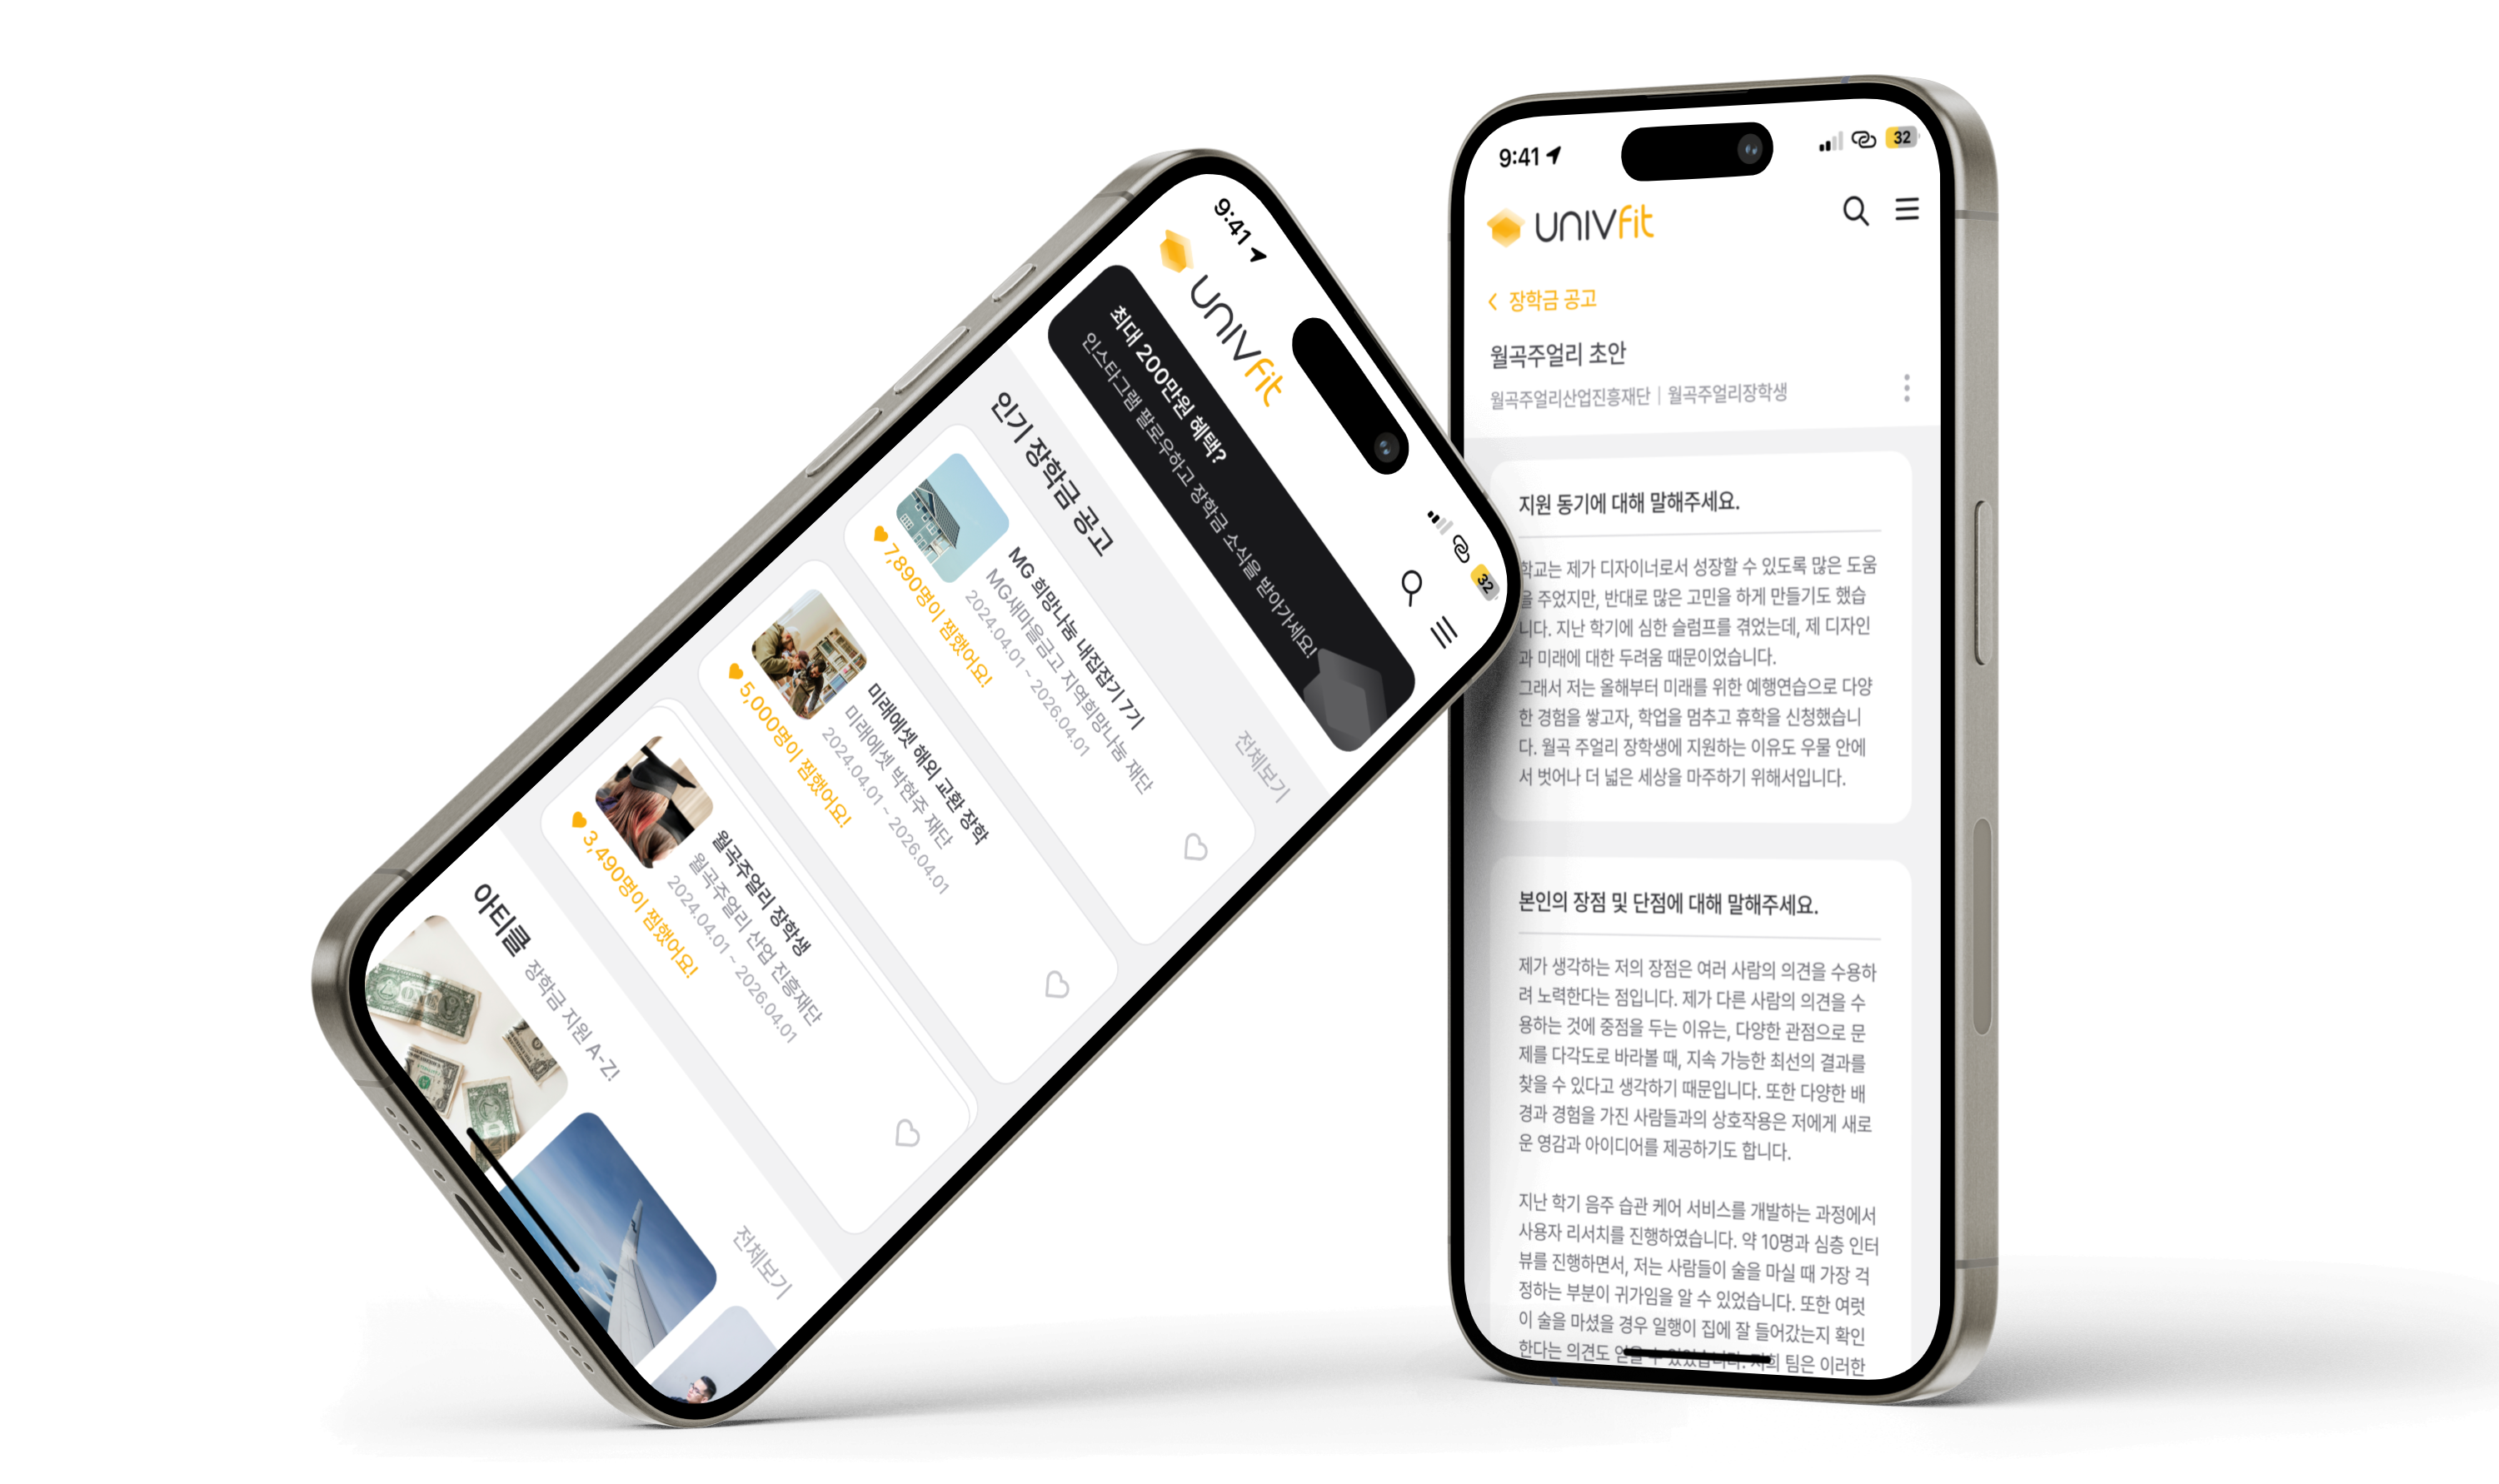 9:41
UNIVfit
32
최대 200만원 혜택?
인스타그램 팔로우하고 장학금 소식을 받아가세요!
인기 장학금 공고
전체보기
MG 희망나눔 내집잡기 7기
MG새마을금고 지역희망나눔 재단
2024.04.01 ~ 2026.04.01
7,890명이 찜했어요!
미래에셋 해외 교환 장학
미래에셋 박현주 재단
2024.04.01 ~ 2026.04.01
5,000명이 찜했어요!
월곡주얼리 장학생
월곡주얼리 산업 진흥재단
2024.04.01 ~ 2026.04.01
3,490명이 찜했어요!
아티클 장학금 지원 A-Z!
전체보기
9:41
32
UNIVfit
장학금 공고
월곡주얼리 초안
월곡주얼리산업진흥재단 | 월곡주얼리장학생
지원 동기에 대해 말해주세요.
학교는 제가 디자이너로서 성장할 수 있도록 많은 도움
을 주었지만, 반대로 많은 고민을 하게 만들기도 했습
니다. 지난 학기에 심한 슬럼프를 겪었는데, 제 디자인
과 미래에 대한 두려움 때문이었습니다.
그래서 저는 올해부터 미래를 위한 예행연습으로 다양
한 경험을 쌓고자, 학업을 멈추고 휴학을 신청했습니
다. 월곡 주얼리 장학생에 지원하는 이유도 우물 안에
서 벗어나 더 넓은 세상을 마주하기 위해서입니다.
본인의 장점 및 단점에 대해 말해주세요.
제가 생각하는 저의 장점은 여러 사람의 의견을 수용하
려 노력한다는 점입니다. 제가 다른 사람의 의견을 수
용하는 것에 중점을 두는 이유는, 다양한 관점으로 문
제를 다각도로 바라볼 때, 지속 가능한 최선의 결과를
찾을 수 있다고 생각하기 때문입니다. 또한 다양한 배
경과 경험을 가진 사람들과의 상호작용은 저에게 새로
운 영감과 아이디어를 제공하기도 합니다.
지난 학기 음주 습관 케어 서비스를 개발하는 과정에서
사용자 리서치를 진행하였습니다. 약 10명과 심층 인터
뷰를 진행하면서, 저는 사람들이 술을 마실 때 가장 걱
정하는 부분이 귀가임을 알 수 있었습니다. 또한 여럿
이 술을 마셨을 경우 일행이 집에 잘 들어갔는지 확인
한다는 의견도 얻을 수 있었습니다. 저희 팀은 이러한